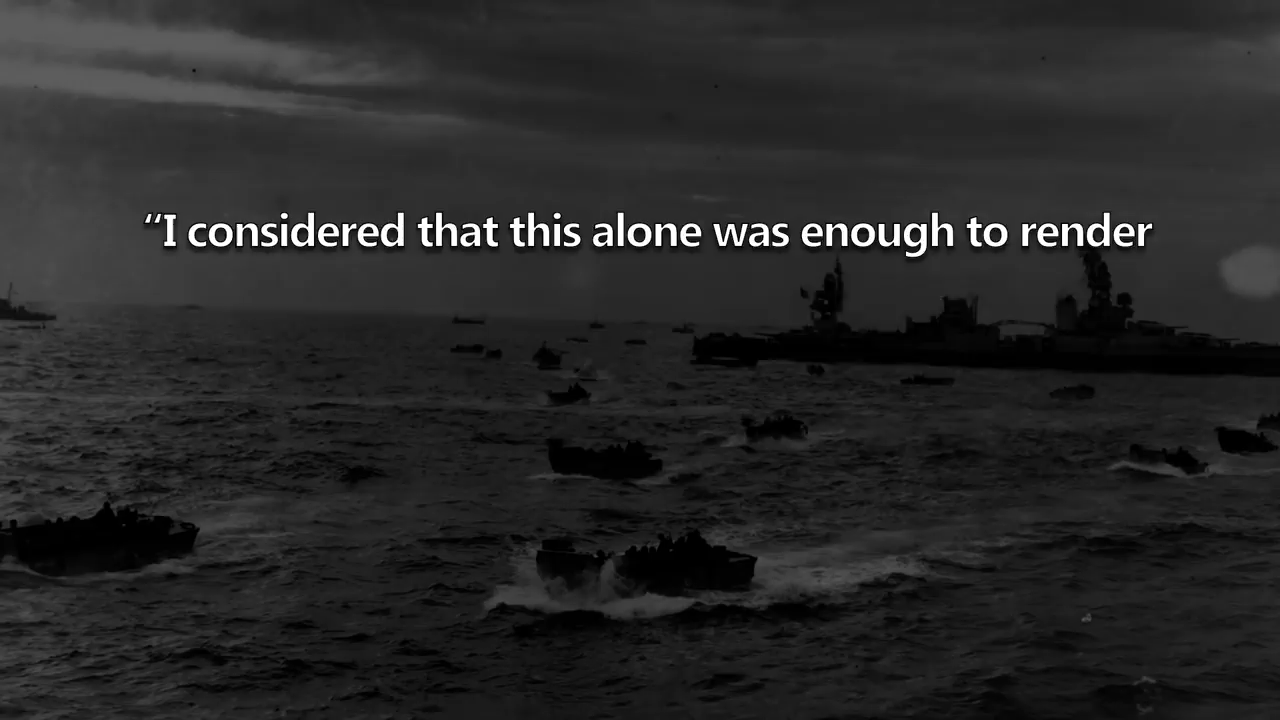 “I considered that this alone was enough to render